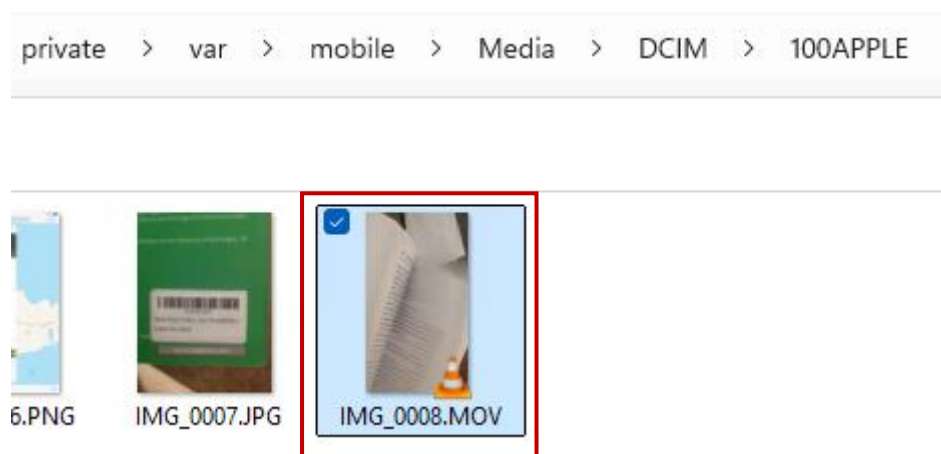 private > var > mobile > Media > DCIM > 100APPLE
6.PNG
IMG_0007.JPG
IMG_0008.MOV